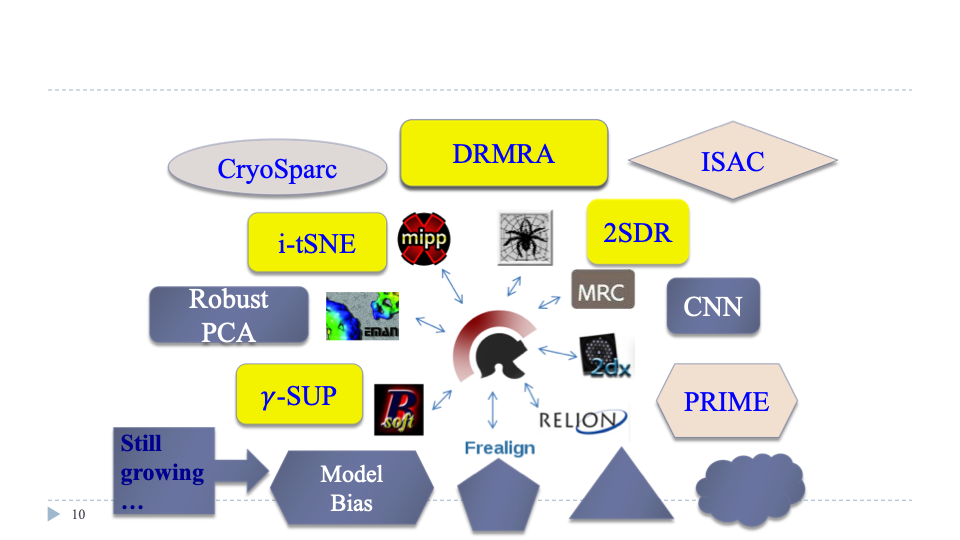 DRMRA
CryoSparc
ISAC
i-tSNE
mipp
2SDR
MRC
Robust
PCA
EMAN
CNN
2dx
γ-SUP
B
soft
PRIME
RELION
Still
growing
...
Frealign
Model
Bias
10